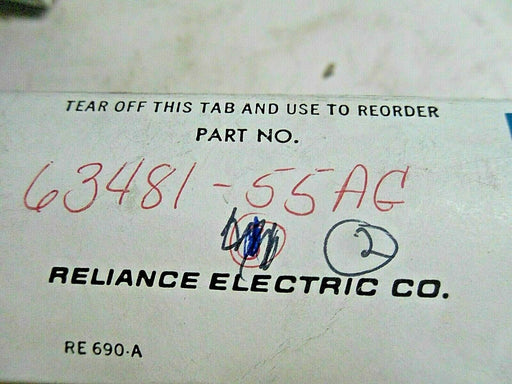 TEAR OFF THIS TAB AND USE TO REORDER
PART NO.
63481-55AG
2
RELIANCE ELECTRIC CO.
RE 690-A